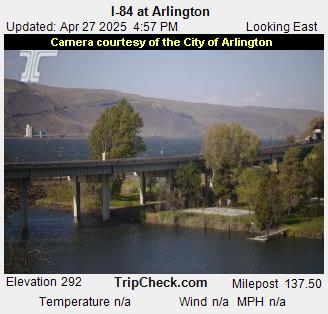 I-84 at Arlington
Updated: Apr 27 2025 4:57 PM Looking East
Camera courtesy of the City of Arlington
Elevation 292 TripCheck.com Milepost 137.50
Temperature n/a Wind n/a MPH n/a